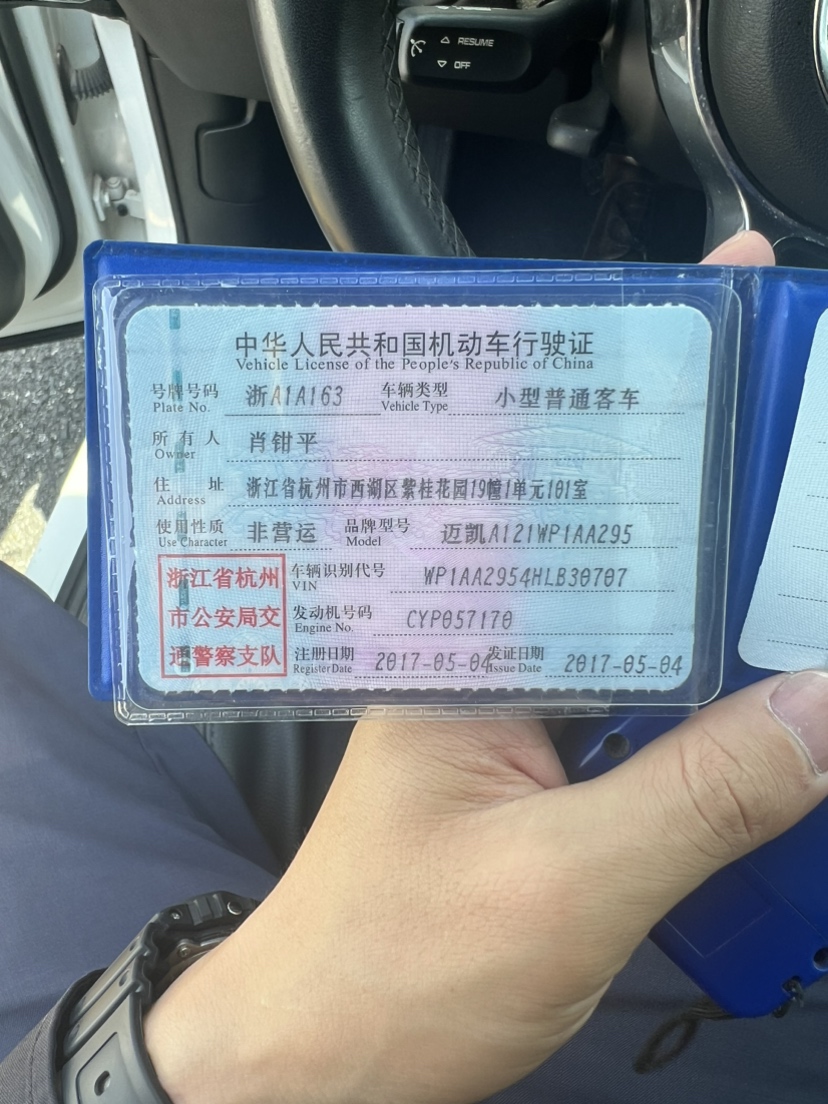 RESUME
OFF
中华人民共和国机动车行驶证
Vehicle License of the People's Republic of China
号牌号码 浙A1A163 车辆类型 小型普通客车
Plate No. Vehicle Type
所有人 肖钳平
Owner
住址 浙江省杭州市西湖区紫桂花园19幢1单元101室
Address
使用性质 非营运 品牌型号 迈凯A121WP1AA295
Use Character Model
浙江省杭州 车辆识别代号 WP1AA2954HLB30707
VIN
市公安局交 发动机号码 CYP057170
Engine No.
通警察支队 注册日期 2017-05-04 发证日期 2017-05-04
Register Date Issue Date